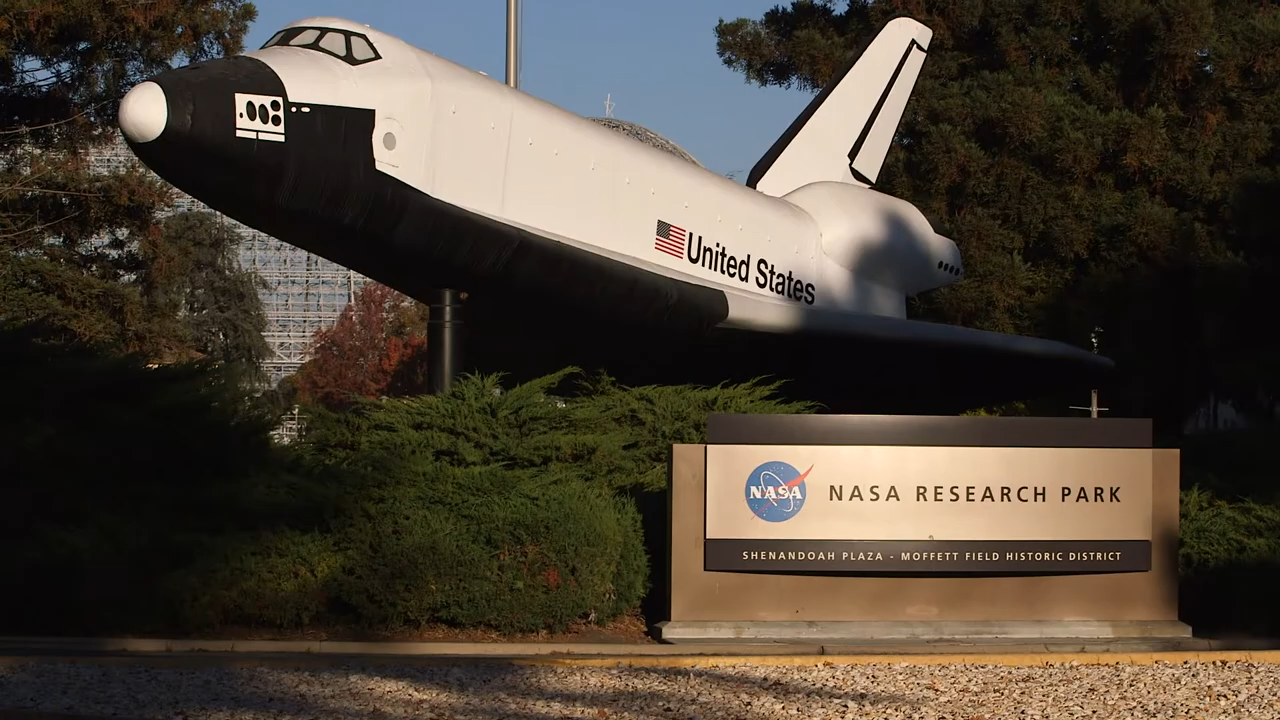 United States
NASA
NASA RESEARCH PARK
SHENANDOAH PLAZA - MOFFETT FIELD HISTORIC DISTRICT